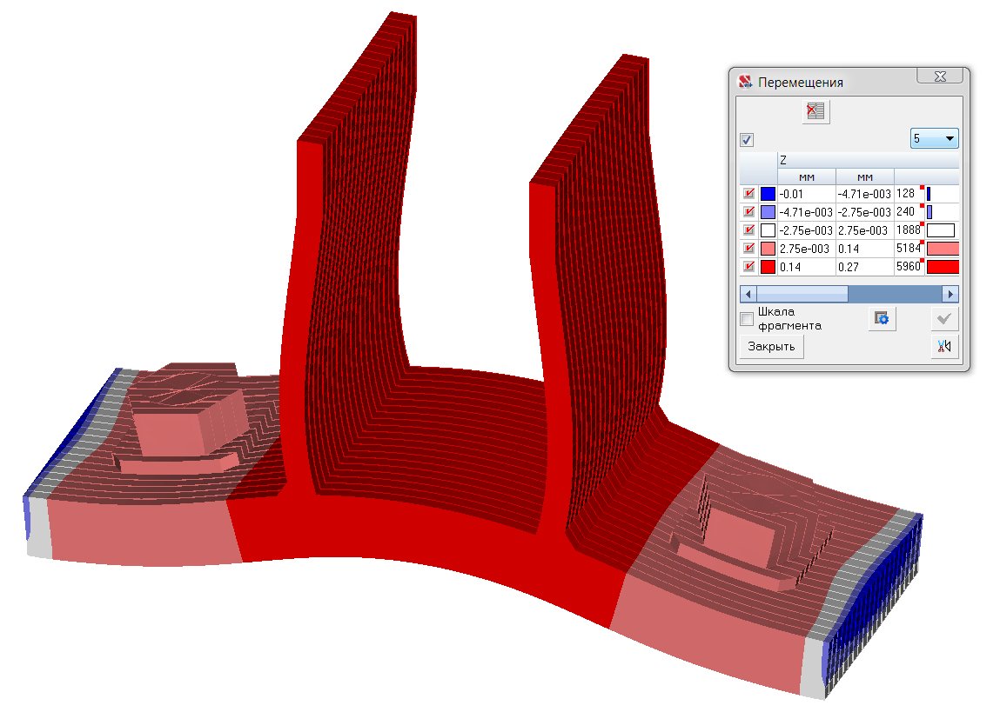 Перемещения
5
Z
мм мм
-0.01 -4.71e-003 128
-4.71e-003 -2.75e-003 240
-2.75e-003 2.75e-003 1888
2.75e-003 0.14 5184
0.14 0.27 5960
Шкала
фрагмента
Закрыть